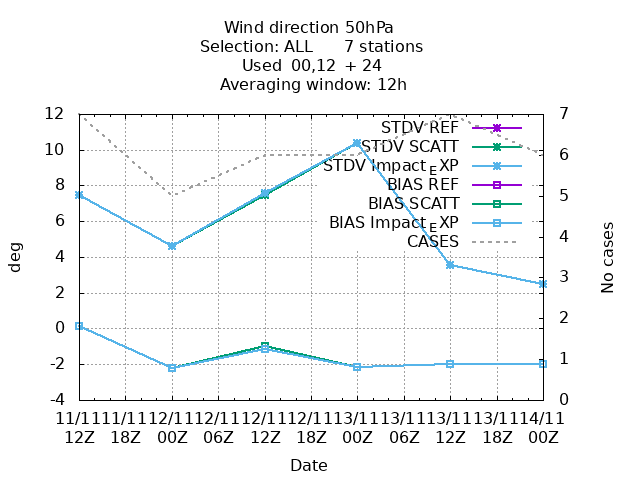 Wind direction 50hPa
Selection: ALL 7 stations
Used 00,12 + 24
Averaging window: 12h
12
10
8
6
4
2
0
-2
-4
deg
7
6
5
4
3
2
1
0
No cases
STDV REF
STDV SCATT
STDV Impact_EXP
BIAS REF
BIAS SCATT
BIAS Impact_EXP
CASES
11/11 11/11 12/11 12/11 12/11 13/11 13/11 13/11 13/11 14/11
12Z 18Z 00Z 06Z 12Z 00Z 06Z 12Z 18Z 00Z
Date